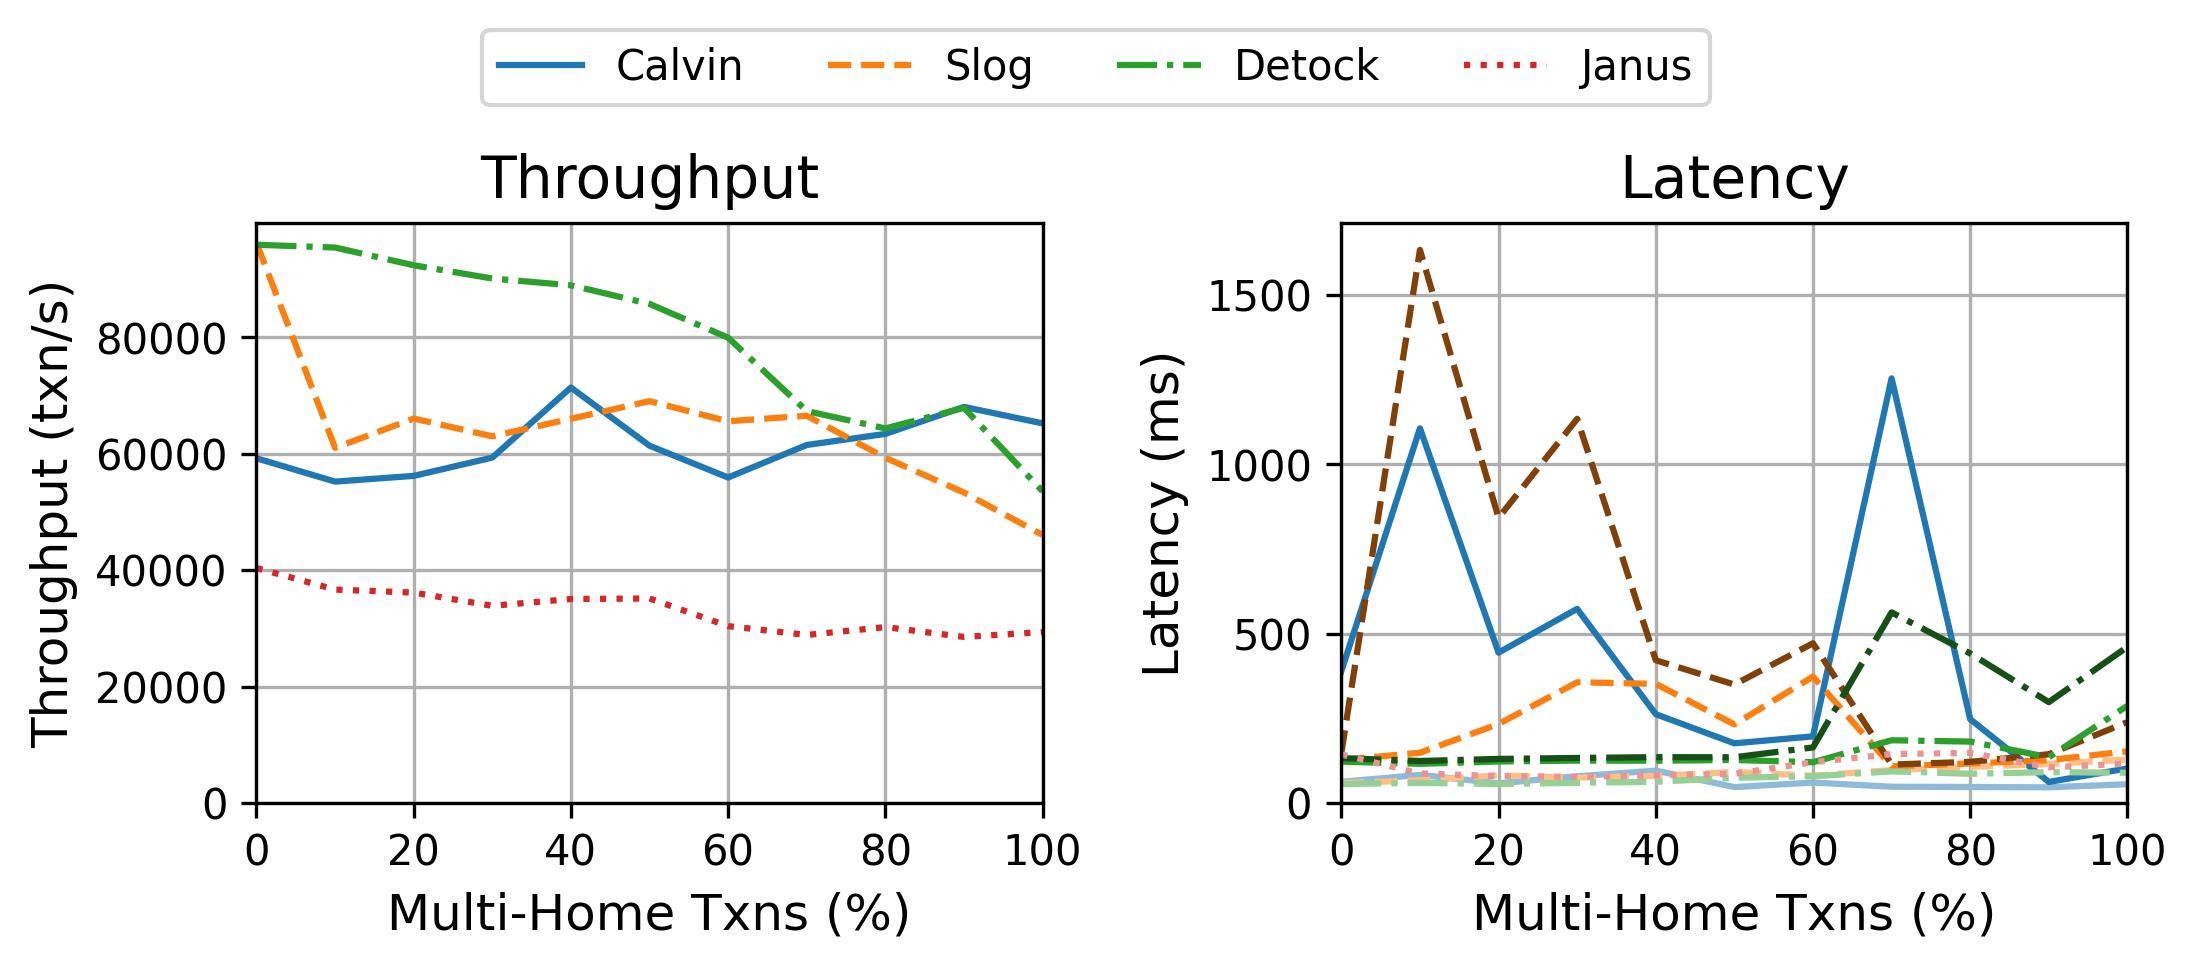 Calvin Slog Detock Janus
Throughput
Throughput (txn/s)
80000
60000
40000
20000
0
0 20 40 60 80 100
Multi-Home Txns (%)
Latency
Latency (ms)
1500
1000
500
0
0 20 40 60 80 100
Multi-Home Txns (%)